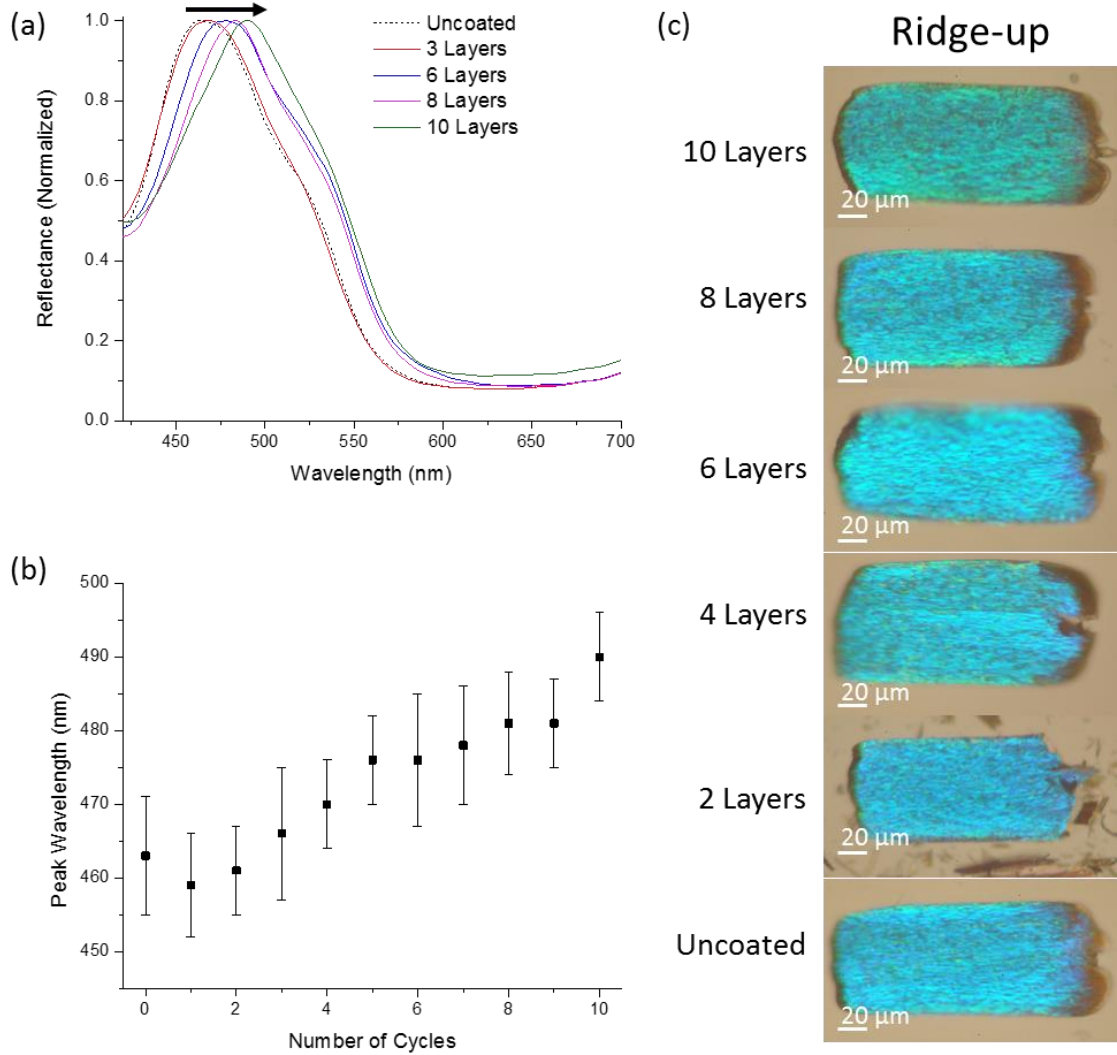 (a)
1.0
0.8
0.6
0.4
0.2
0.0
Reflectance (Normalized)
450 500 550 600 650 700
Wavelength (nm)
Uncoated
3 Layers
6 Layers
8 Layers
10 Layers
(b)
500
490
480
470
460
450
Peak Wavelength (nm)
0 2 4 6 8 10
Number of Cycles
(c)
Ridge-up
10 Layers
20 µm
8 Layers
20 µm
6 Layers
20 µm
4 Layers
20 µm
2 Layers
20 µm
Uncoated
20 µm